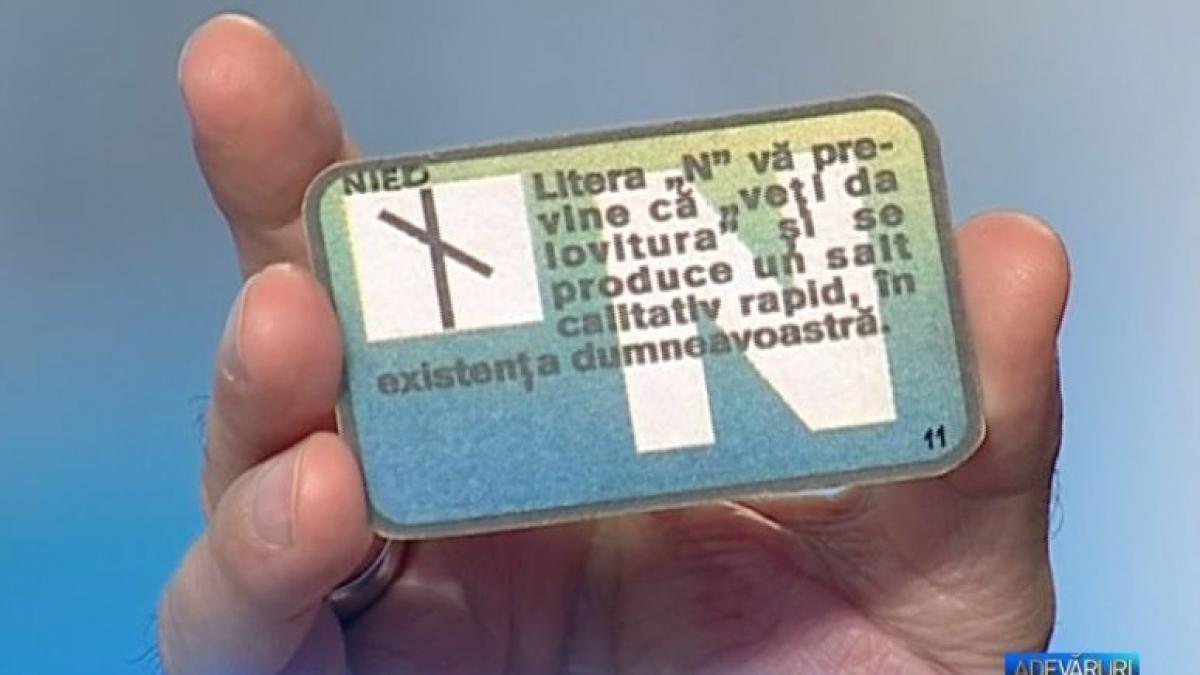 NIED
Litera „N” vă pre-
vine că „veți da
lovitura” și se
produce un salt
calitativ rapid, în
existența dumneavoastră.
N
11
ADEVĂRURI